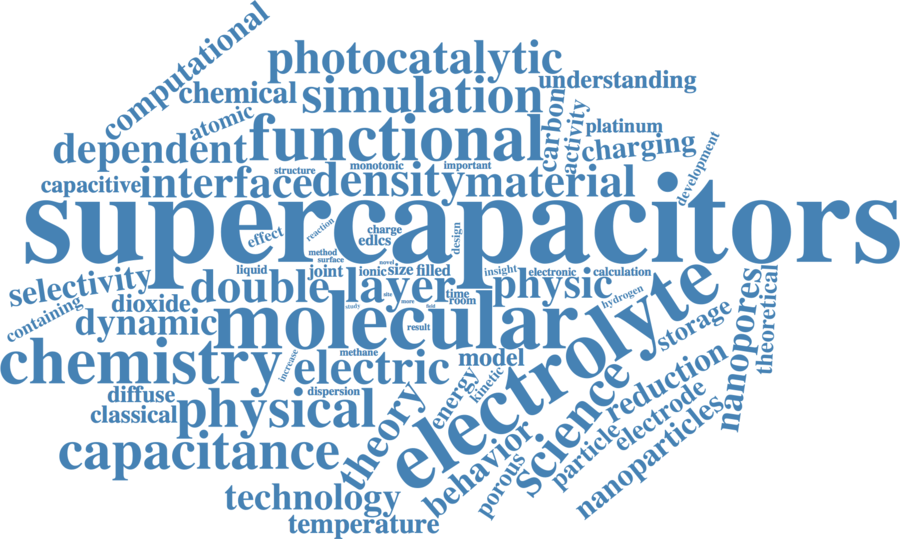 computational
photocatalytic
understanding
chemical
simulation
atomic
carbon
activity
platinum
functional
dependent
charging
development
structure
monotonic
important
capacitive
interface
density
material
supercapacitors
effect
reaction
charge
edlcs
design
method
surface
novel
liquid
joint
ionic
size
filled
insight
electronic
calculation
selectivity
double-layer
physic
containing
dioxide
time
room
more
hydrogen
electrolyte
nanopores
theoretical
dynamic
molecular
study
result
storage
chemistry
increase
methane
electric
model
kinetic
energy
reduction
diffuse
dispersion
classical
physical
theory
science
electrode
particle
nanoparticles
capacitance
behavior
porous
technology
temperature